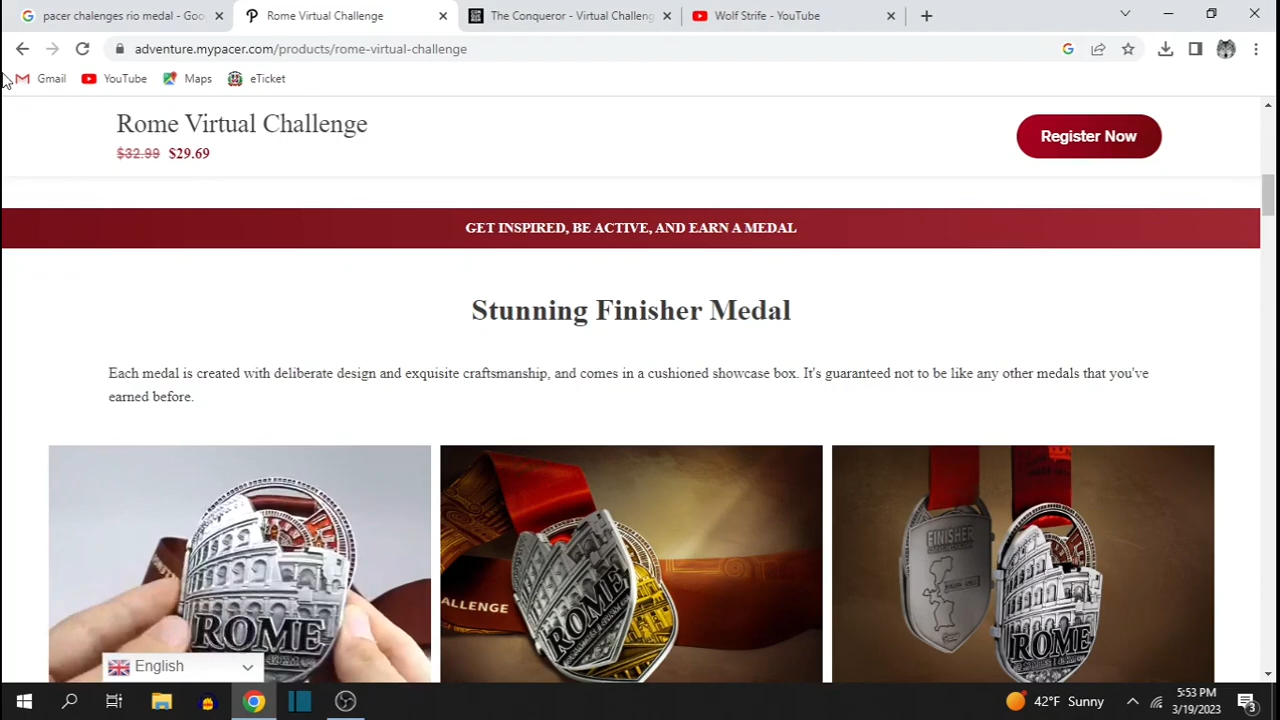 pacer chalenges rio medal - Goo
Rome Virtual Challenge
The Conqueror - Virtual Challeng
Wolf Strife - YouTube
adventure.mypacer.com/products/rome-virtual-challenge
Gmail
YouTube
Maps
eTicket
Rome Virtual Challenge
$32.99 $29.69
Register Now
GET INSPIRED, BE ACTIVE, AND EARN A MEDAL
Stunning Finisher Medal
Each medal is created with deliberate design and exquisite craftsmanship, and comes in a cushioned showcase box. It's guaranteed not to be like any other medals that you've
earned before.
ROME
ALLENGE
ROME
FINISHER
ROME
English
42°F Sunny
5:53 PM
3/19/2023
3